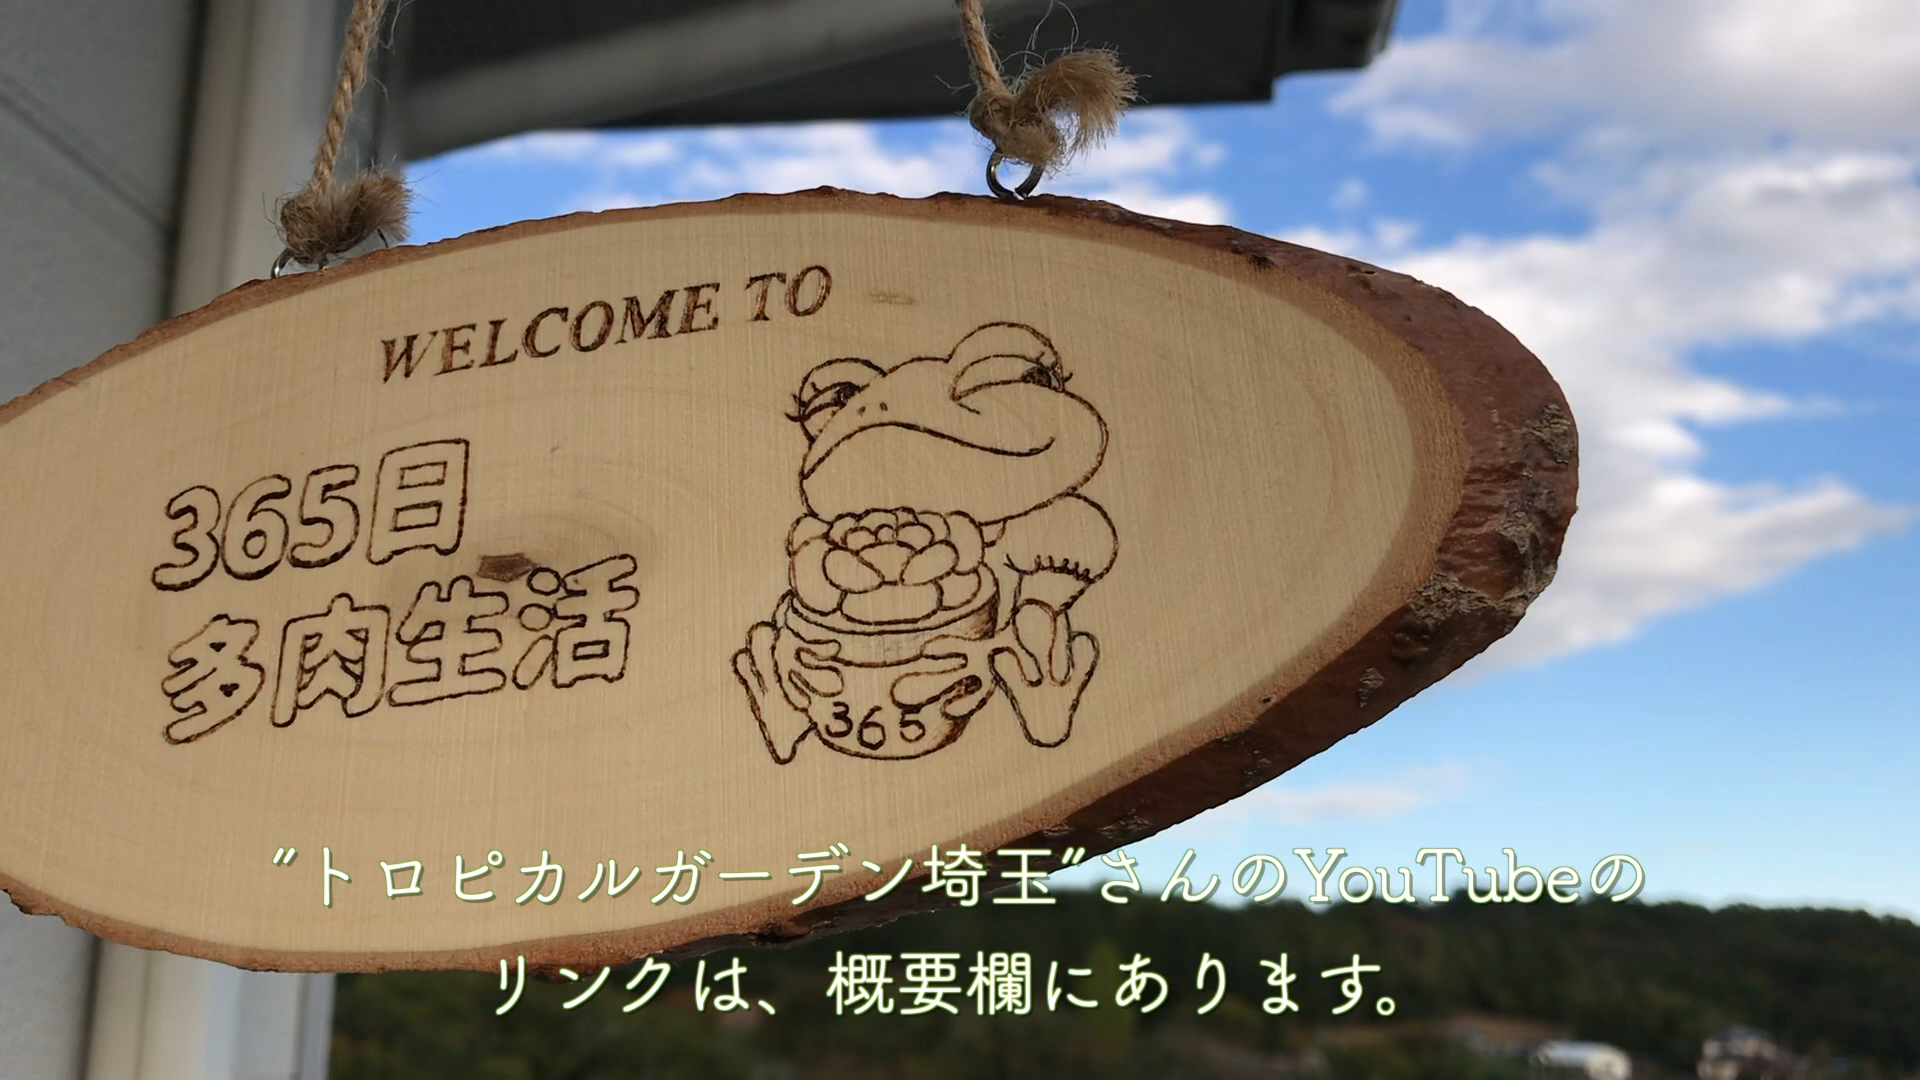 WELCOME TO
365日
多肉生活
365
"トロピカルガーデン埼玉"さんのYouTubeの
リンクは、概要欄にあります。